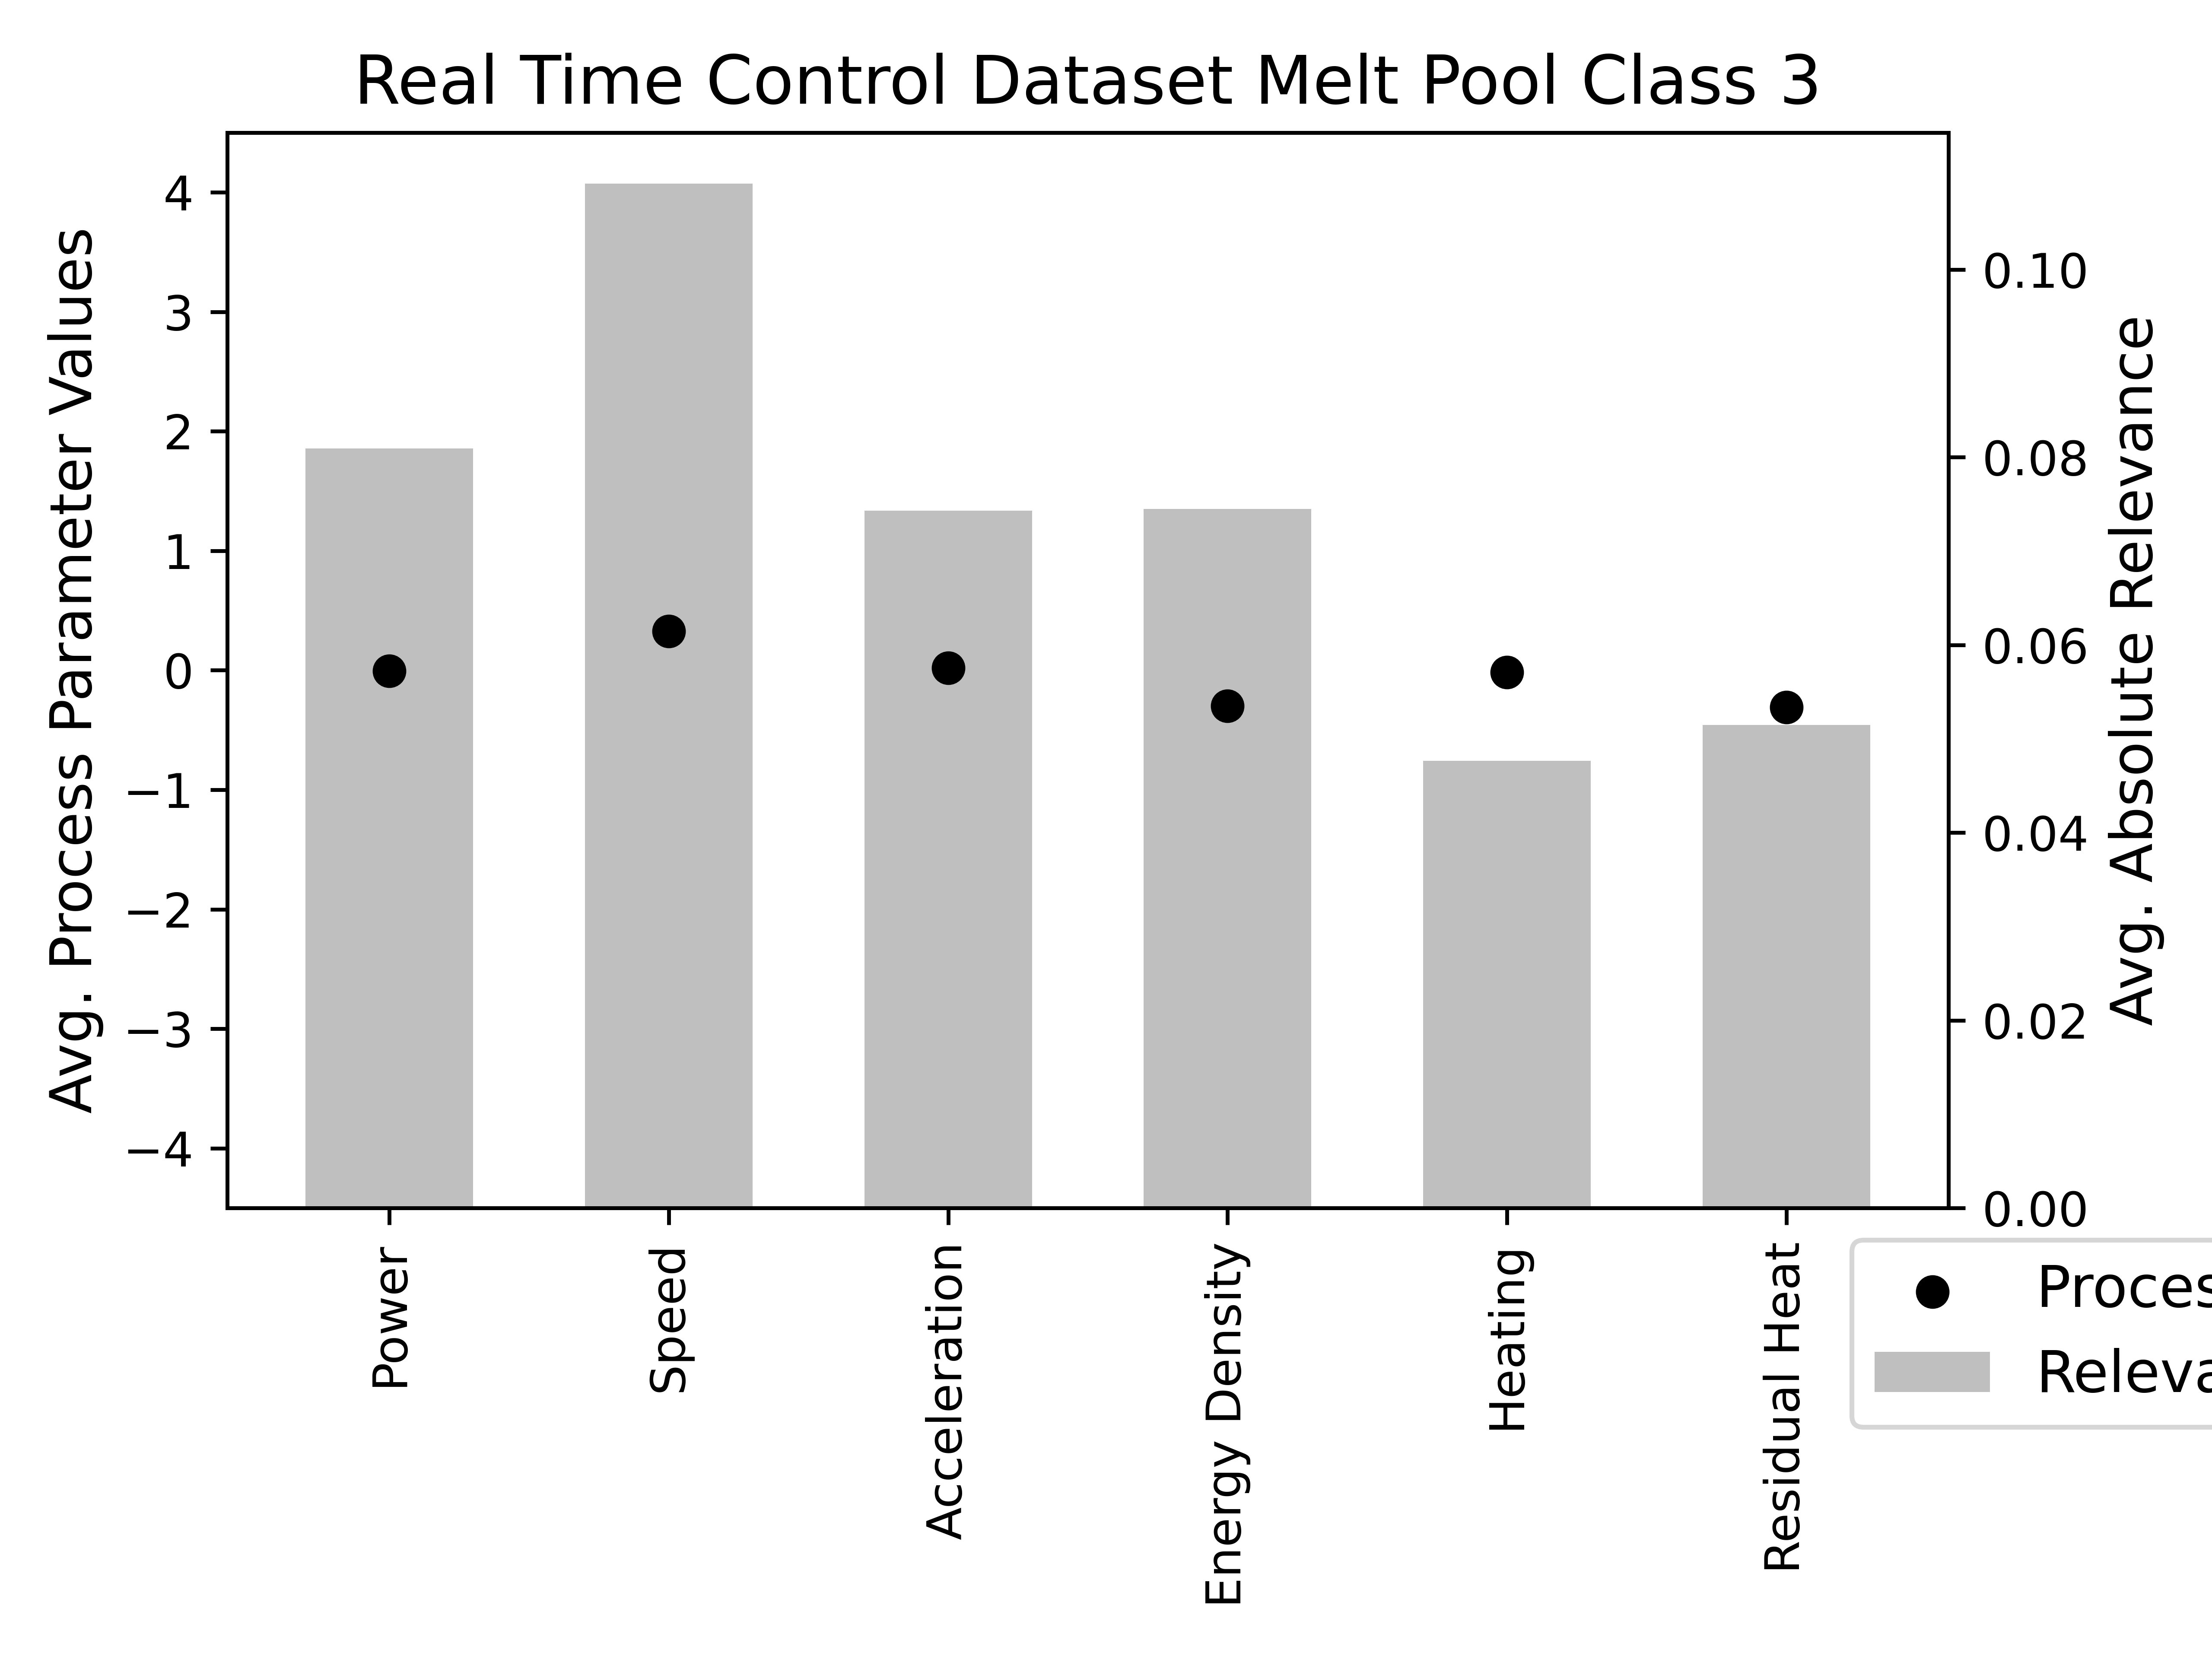 Real Time Control Dataset Melt Pool Class 3
Avg. Process Parameter Values
4
3
2
1
0
−1
−2
−3
−4
0.10
0.08
0.06
0.04
0.02
0.00
Avg. Absolute Relevance
Power
Speed
Acceleration
Energy Density
Heating
Residual Heat
Proces
Releva